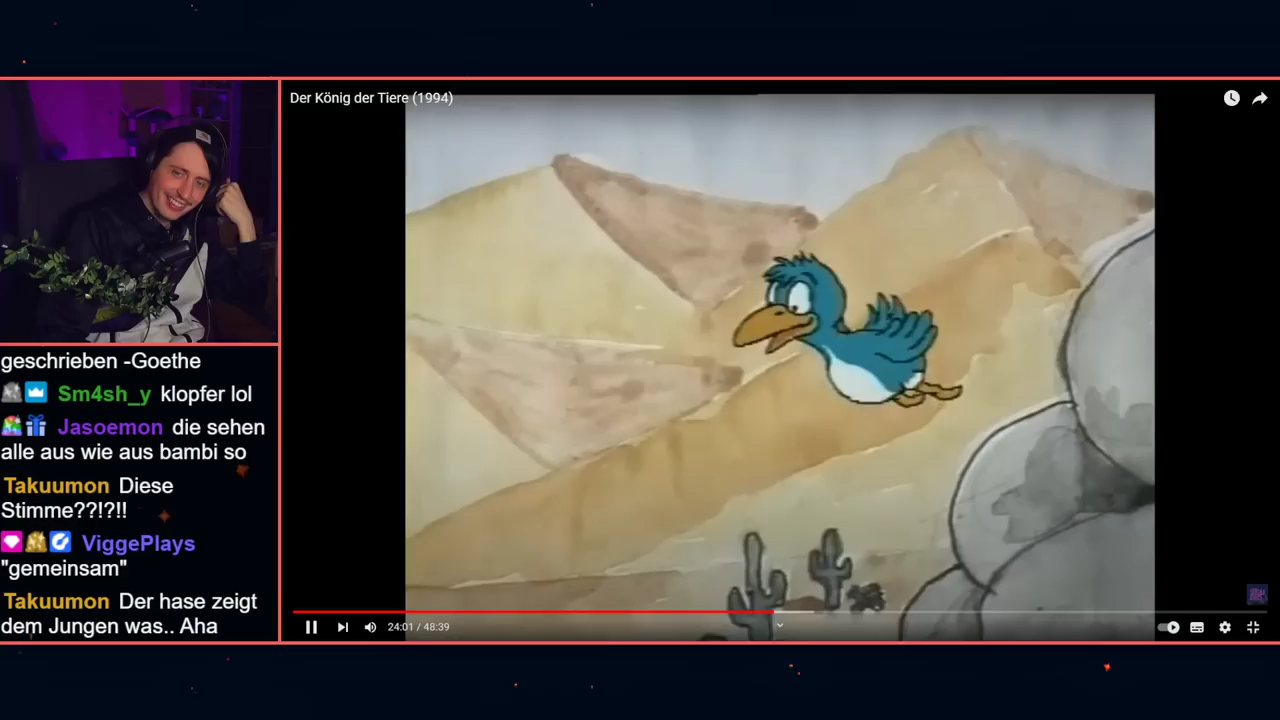 Der König der Tiere (1994)
geschrieben -Goethe
Sm4sh_y klopfer lol
Jasoemon die sehen
alle aus wie aus bambi so
Takuumon Diese
Stimme??!?!!
ViggePlays
"gemeinsam"
Takuumon Der hase zeigt
dem Jungen was.. Aha
24:01 / 48:39